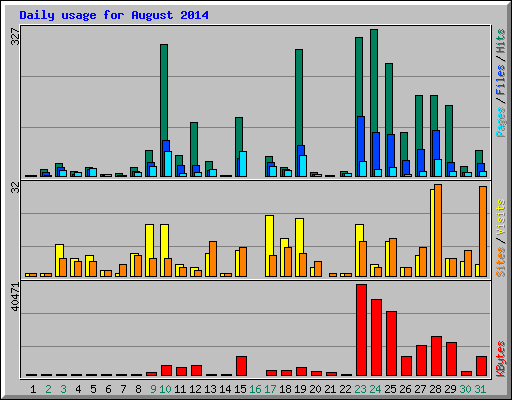 Daily usage for August 2014
327
Pages / Files / Hits
32
Sites / Visits
40471
KBytes
1 2 3 4 5 6 7 8 9 10 11 12 13 14 15 16 17 18 19 20 21 22 23 24 25 26 27 28 29 30 31